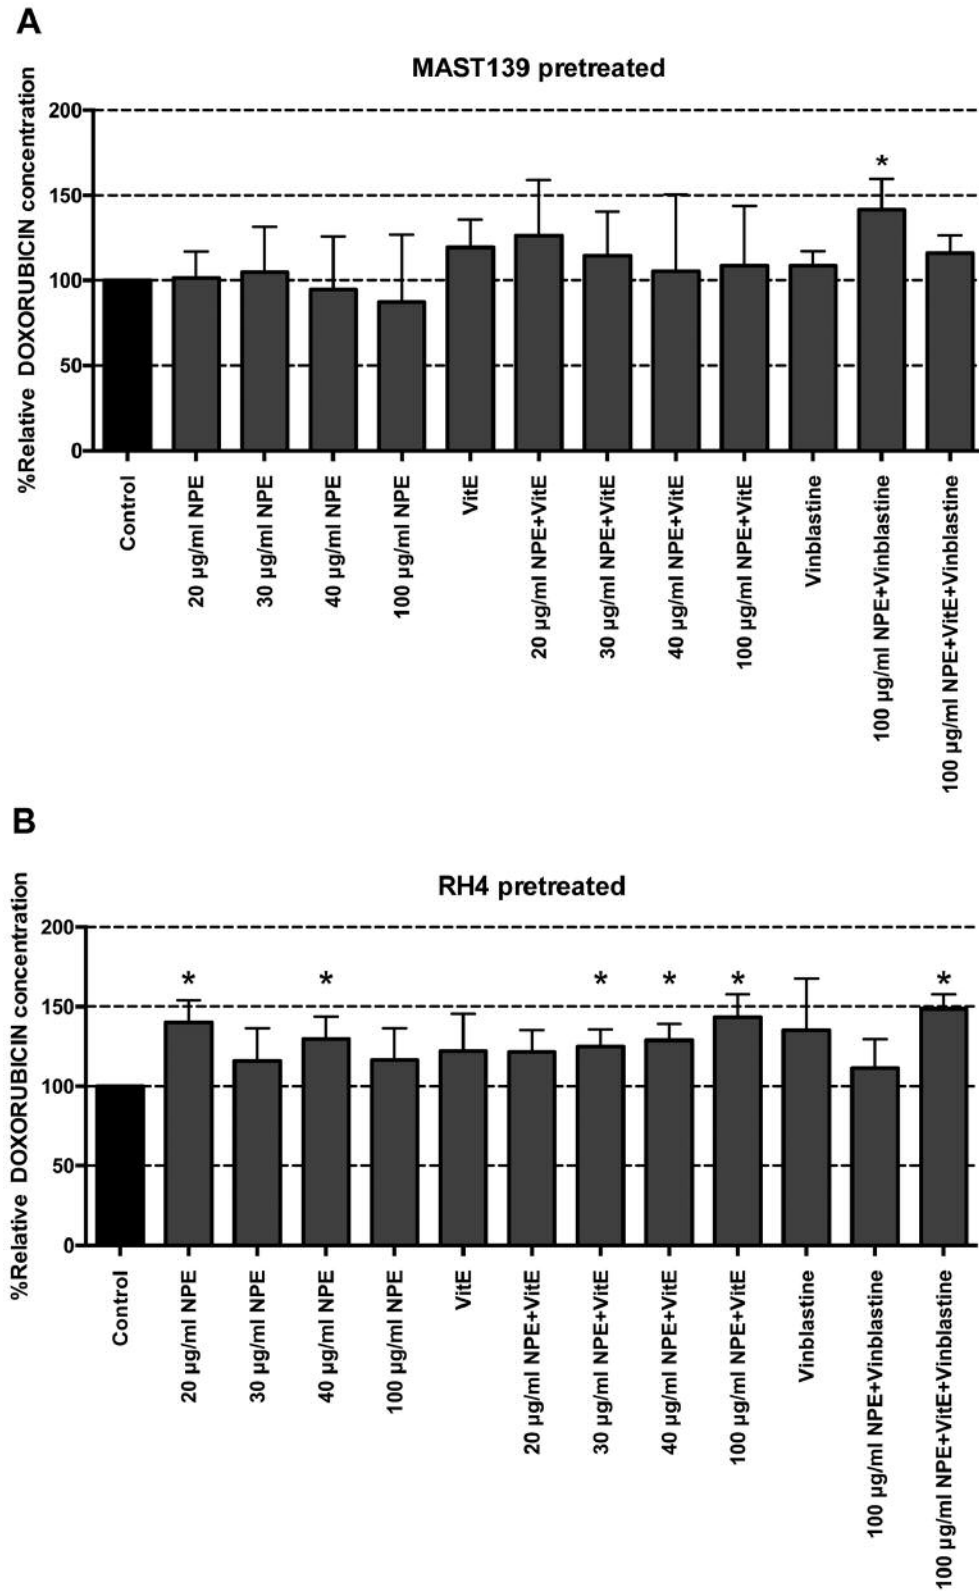 A
MAST139 pretreated
%Relative DOXORUBICIN concentration
200
150
100
50
0
*
Control
20 µg/ml NPE
30 µg/ml NPE
40 µg/ml NPE
100 µg/ml NPE
VitE
20 µg/ml NPE+VitE
30 µg/ml NPE+VitE
40 µg/ml NPE+VitE
100 µg/ml NPE+VitE
Vinblastine
100 µg/ml NPE+Vinblastine
100 µg/ml NPE+VitE+Vinblastine
B
RH4 pretreated
%Relative DOXORUBICIN concentration
200
150
100
50
0
* * * * * *
Control
20 µg/ml NPE
30 µg/ml NPE
40 µg/ml NPE
100 µg/ml NPE
VitE
20 µg/ml NPE+VitE
30 µg/ml NPE+VitE
40 µg/ml NPE+VitE
100 µg/ml NPE+VitE
Vinblastine
100 µg/ml NPE+Vinblastine
100 µg/ml NPE+VitE+Vinblastine